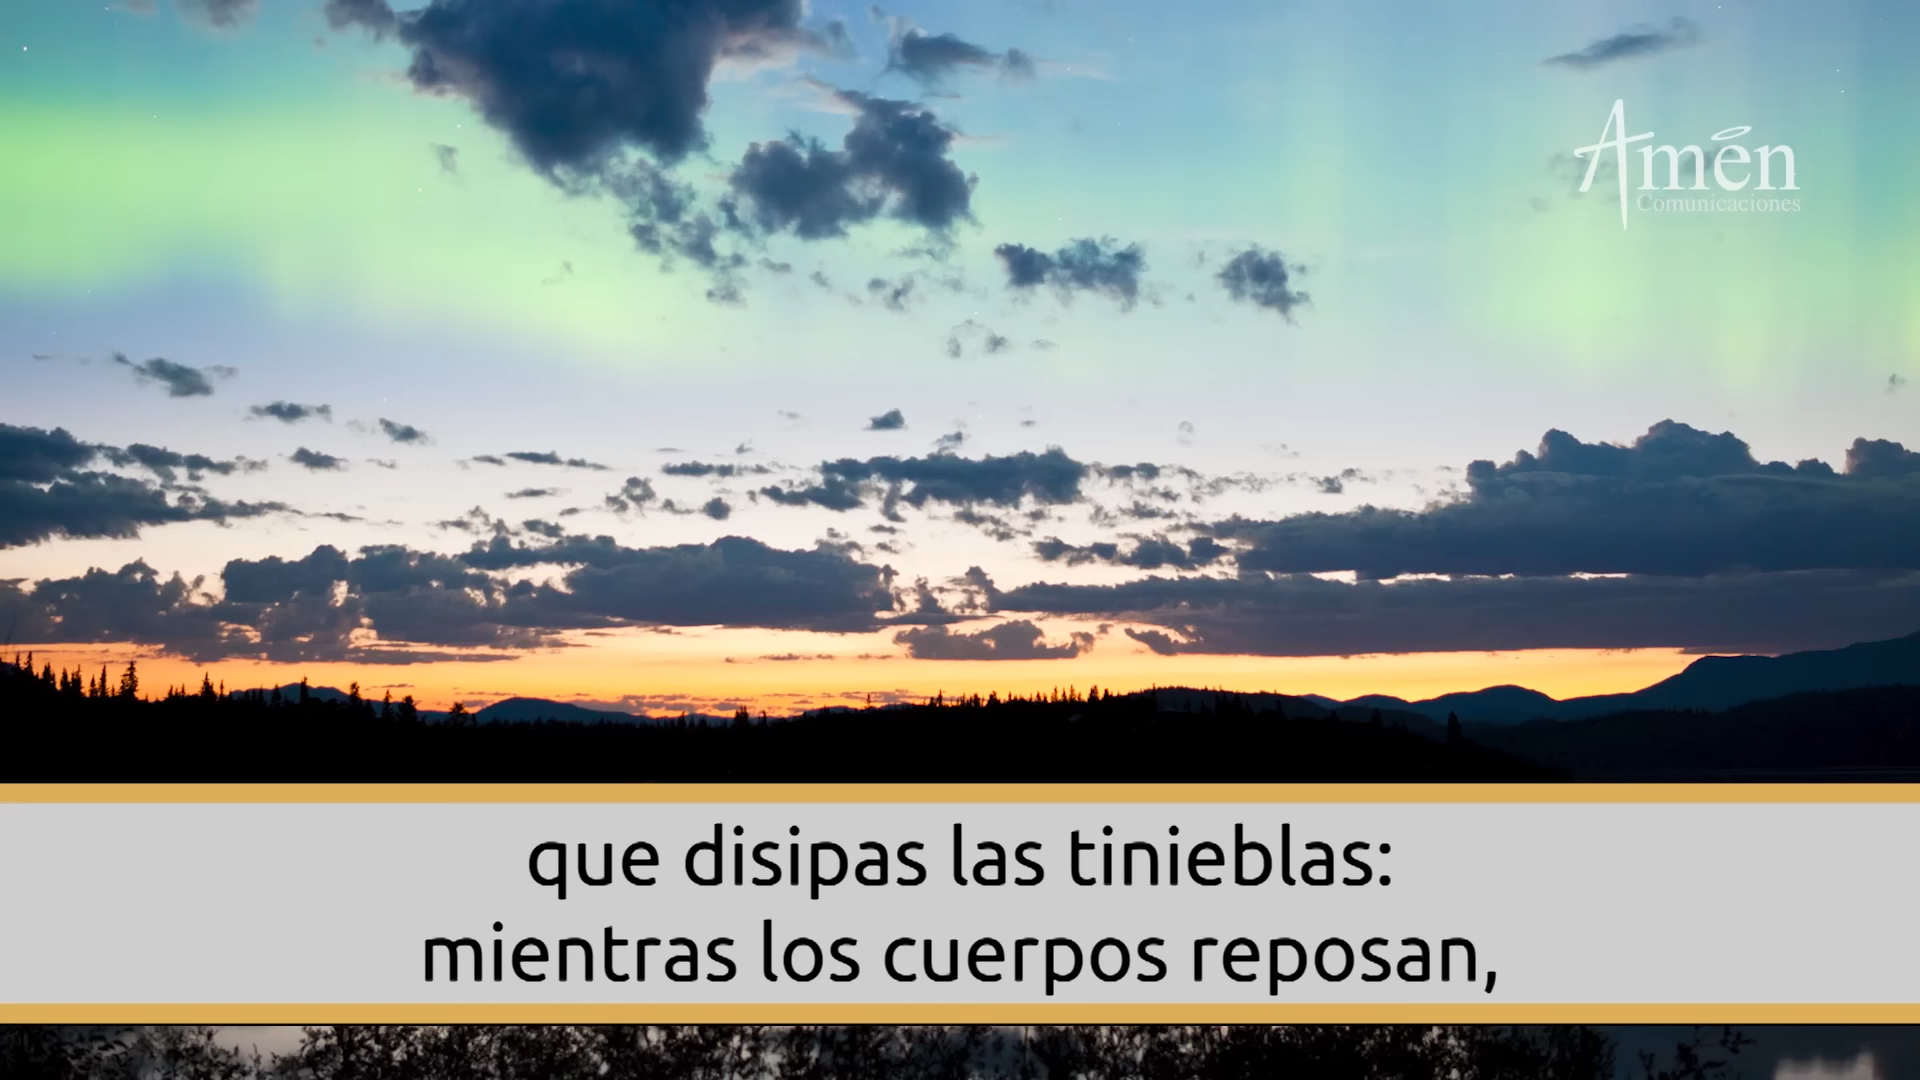 Amén
Comunicaciones
que disipas las tinieblas:
mientras los cuerpos reposan,